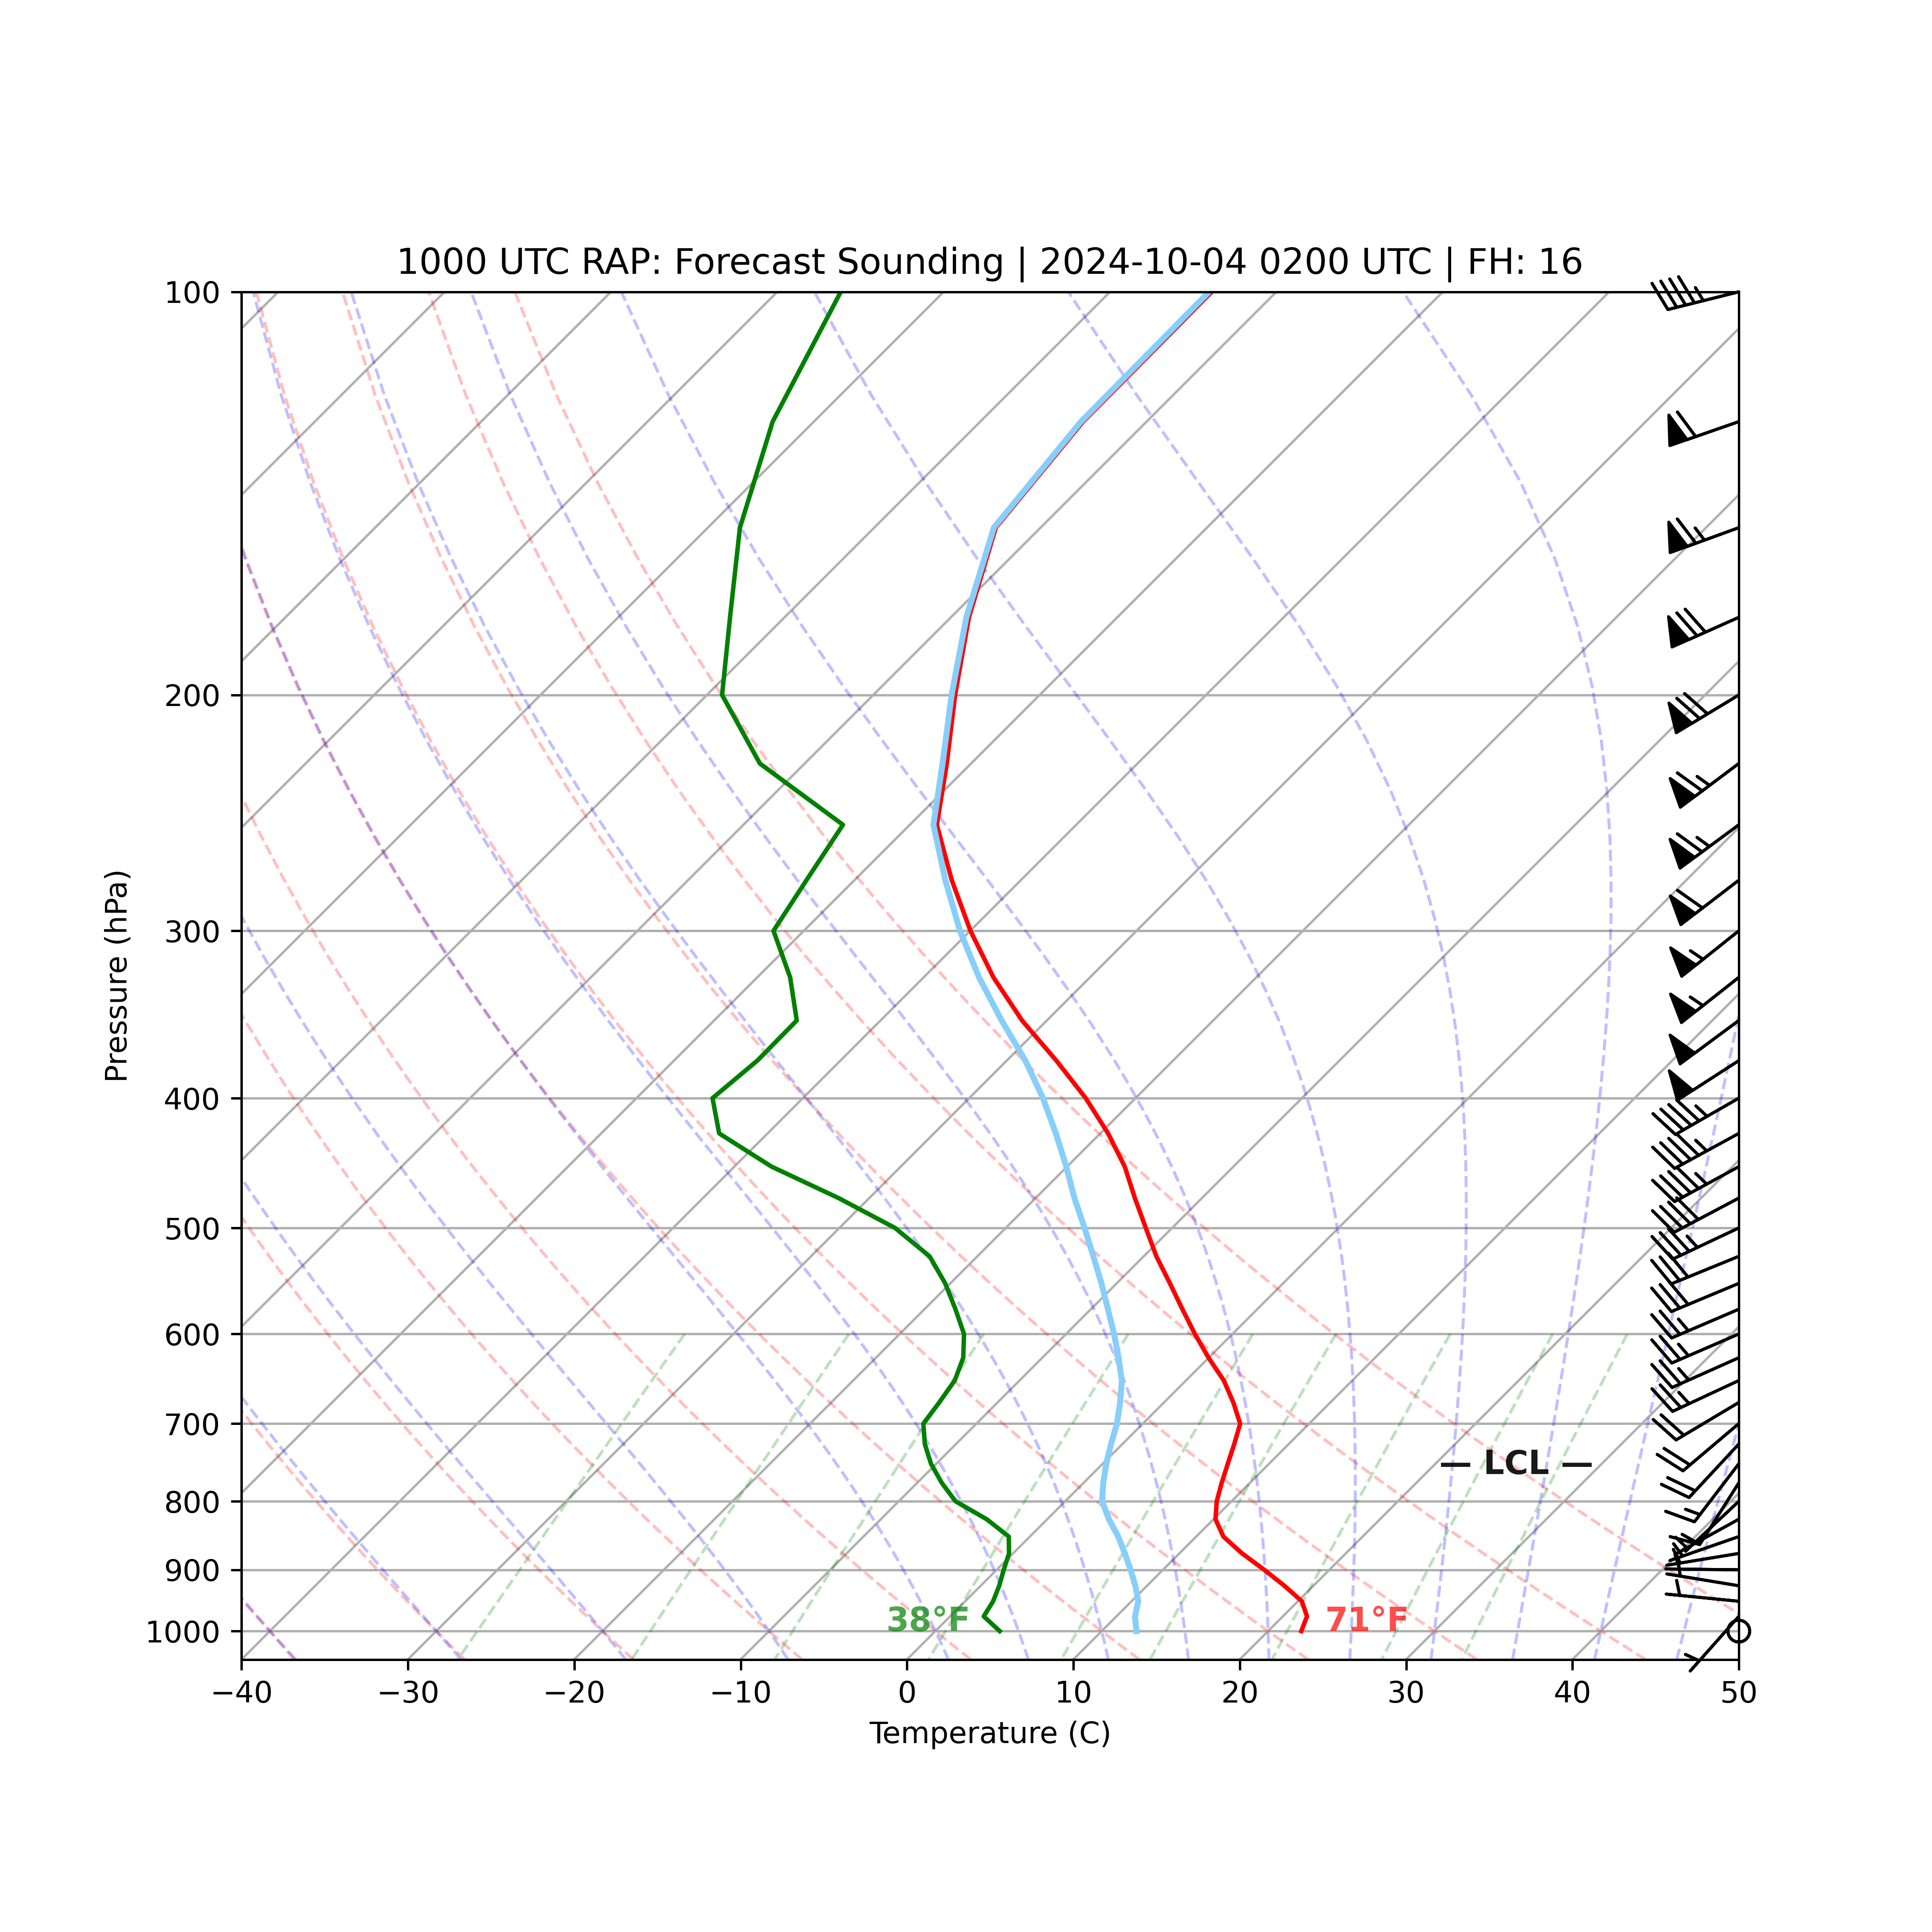 1000 UTC RAP: Forecast Sounding | 2024-10-04 0200 UTC | FH: 16
100
200
300
400
500
600
700
800
900
1000
Pressure (hPa)
— LCL —
38°F
71°F
−40 −30 −20 −10 0 10 20 30 40 50
Temperature (C)